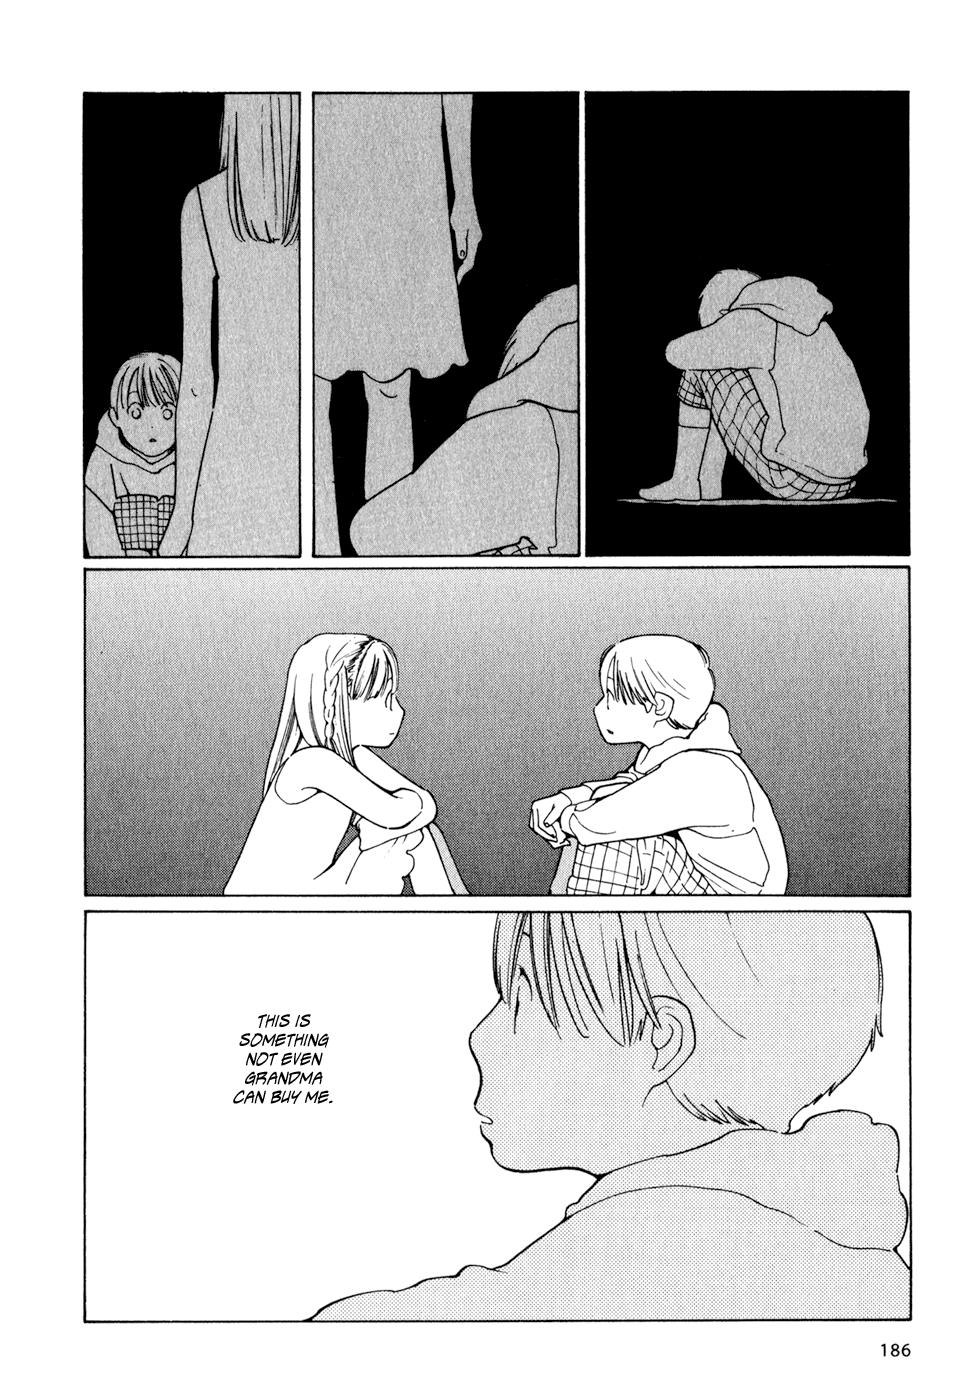 THIS IS
SOMETHING
NOT EVEN
GRANDMA
CAN BUY ME.
186